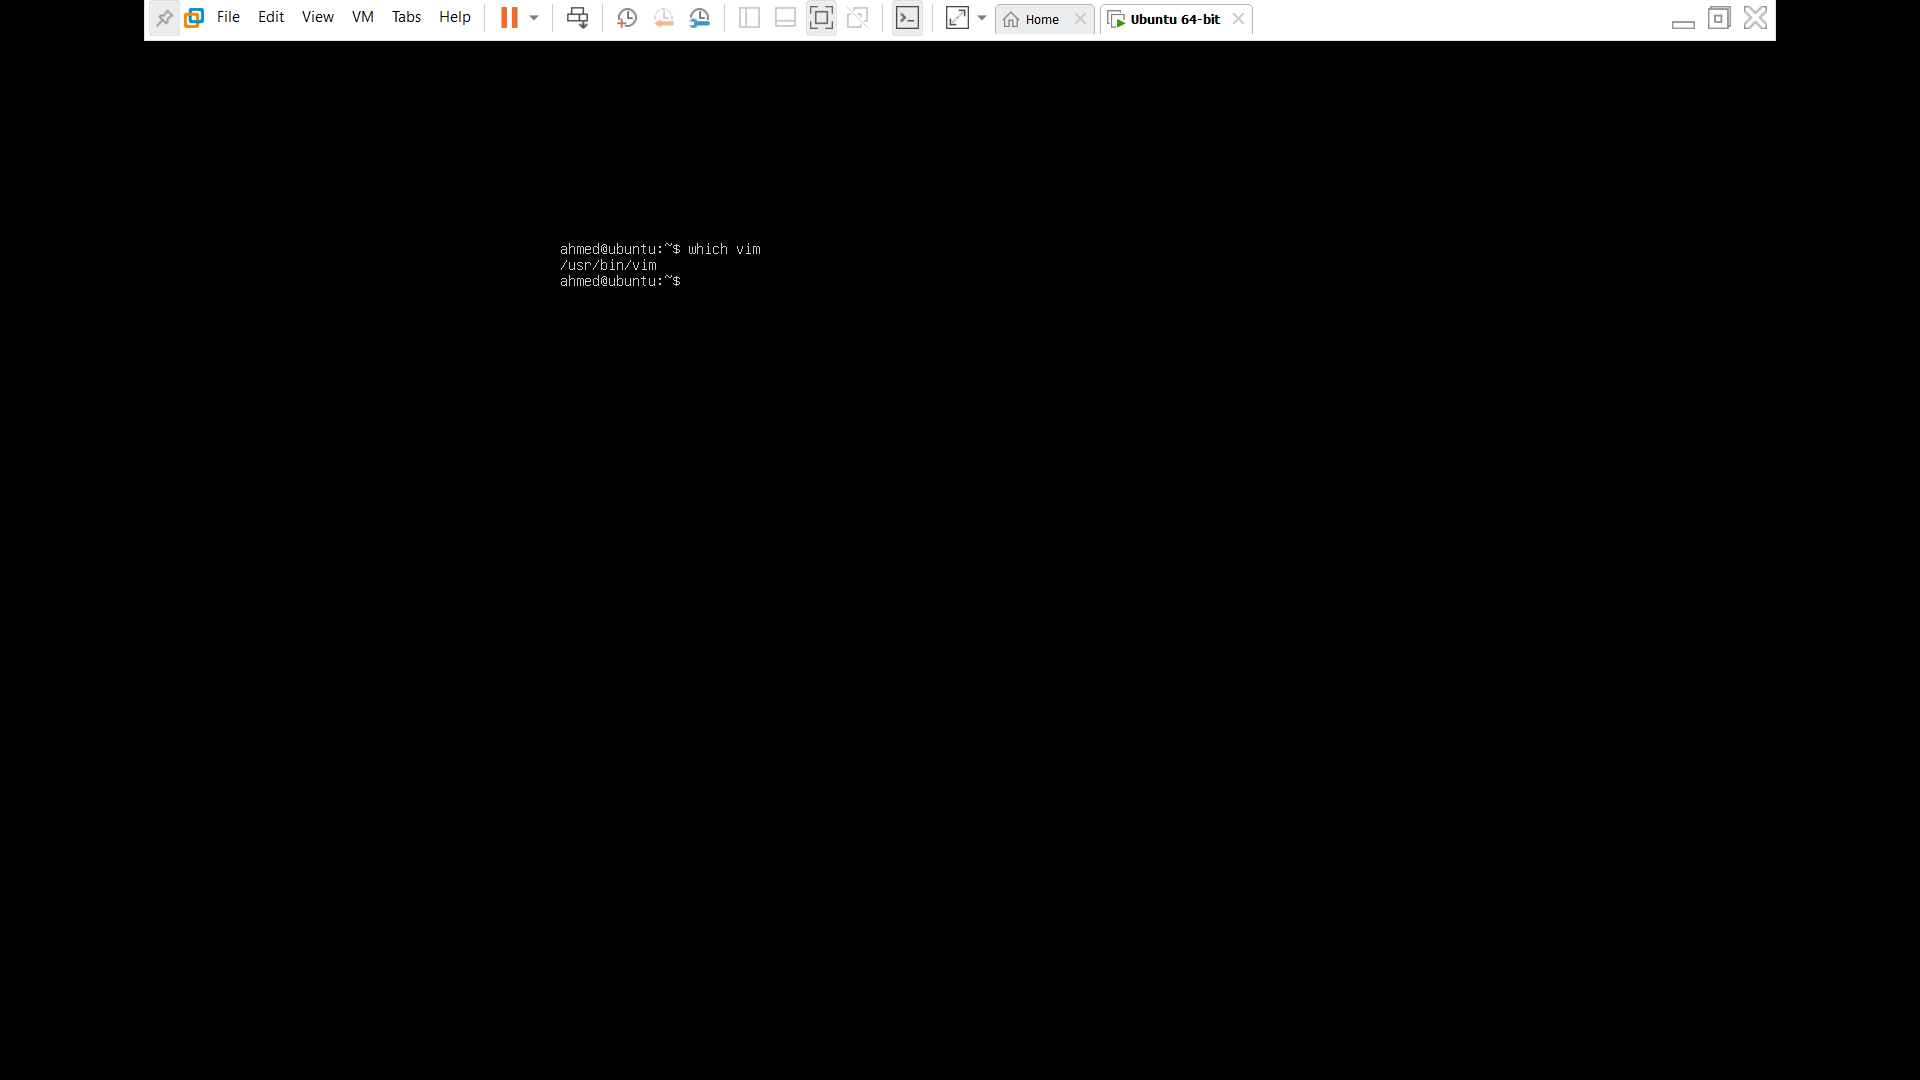 File Edit View VM Tabs Help Home Ubuntu 64-bit
ahmed@ubuntu:~$ which vim
/usr/bin/vim
ahmed@ubuntu:~$